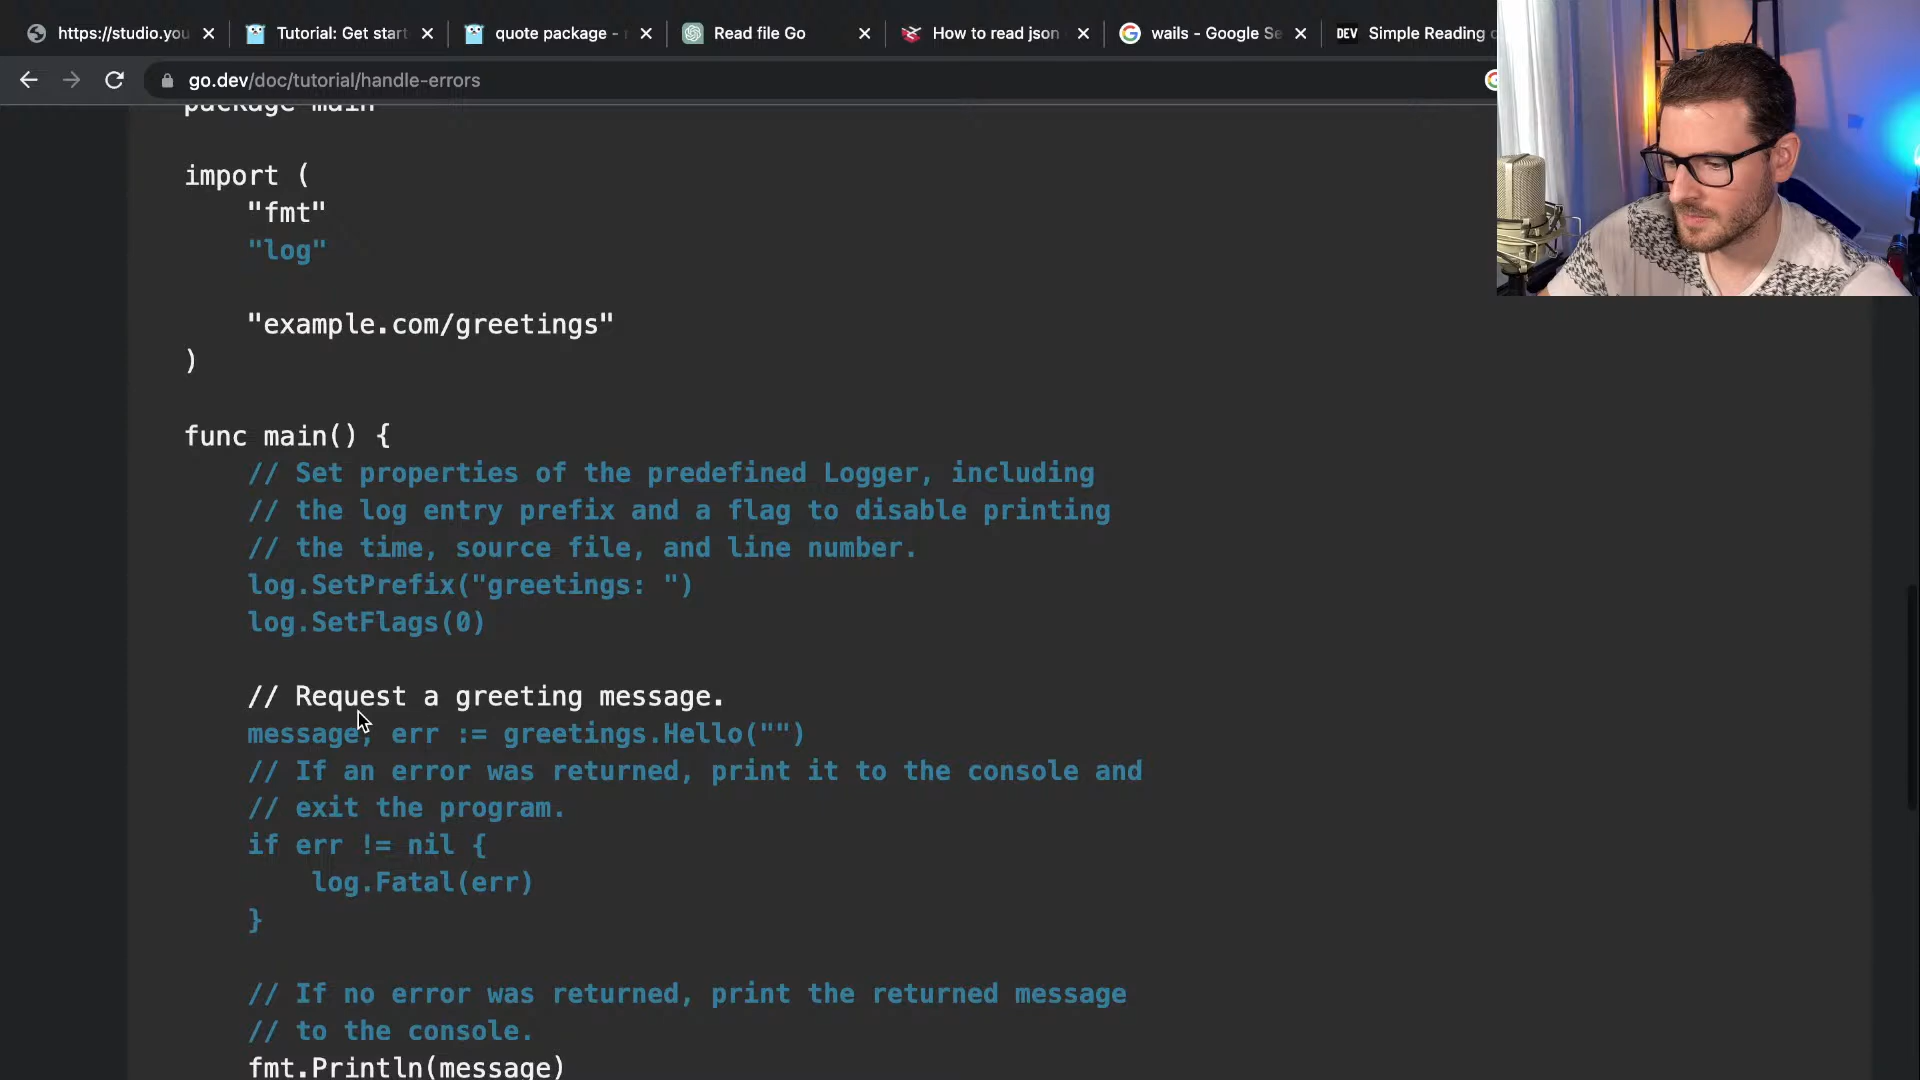 https://studio.you
Tutorial: Get start
quote package -
Read file Go
How to read json
wails - Google Se
DEV Simple Reading
go.dev/doc/tutorial/handle-errors
package main
import (
"fmt"
"log"
"example.com/greetings"
)
func main() {
// Set properties of the predefined Logger, including
// the log entry prefix and a flag to disable printing
// the time, source file, and line number.
log.SetPrefix("greetings: ")
log.SetFlags(0)
// Request a greeting message.
message, err := greetings.Hello("")
// If an error was returned, print it to the console and
// exit the program.
if err != nil {
log.Fatal(err)
}
// If no error was returned, print the returned message
// to the console.
fmt.Println(message)